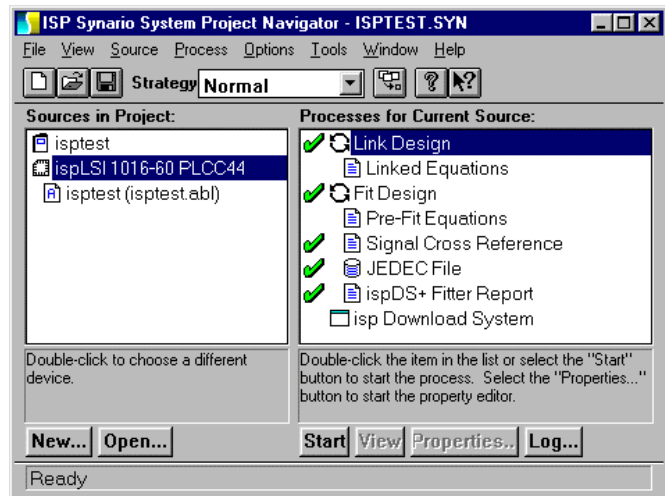 ISP Synario System Project Navigator - ISPTEST.SYN
File View Source Process Options Tools Window Help
Strategy Normal
Sources in Project:
isptest
ispLSI 1016-60 PLCC44
isptest (isptest.abl)
Double-click to choose a different
device.
New... Open...
Processes for Current Source:
Link Design
Linked Equations
Fit Design
Pre-Fit Equations
Signal Cross Reference
JEDEC File
ispDS+ Fitter Report
isp Download System
Double-click the item in the list or select the "Start"
button to start the process. Select the "Properties..."
button to start the property editor.
Start View Properties.. Log...
Ready